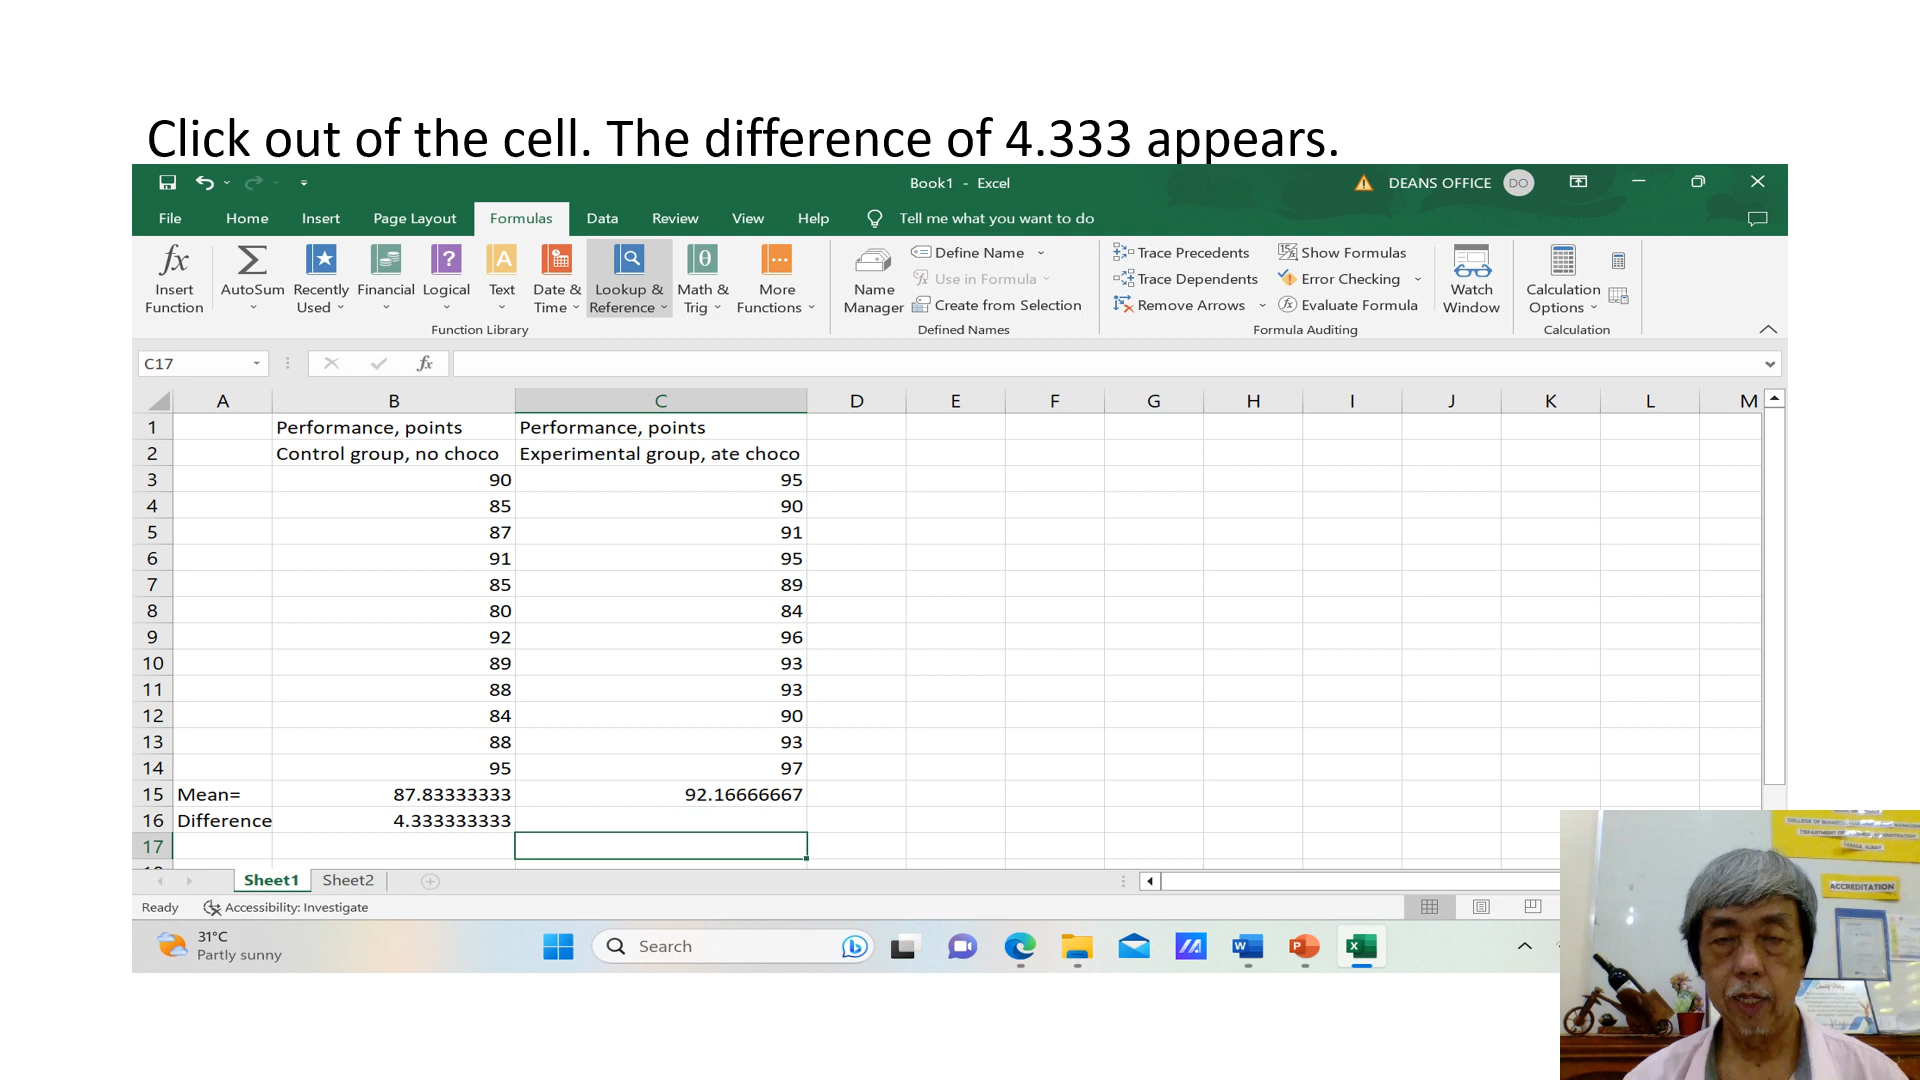 Click out of the cell. The difference of 4.333 appears.
Book1 - Excel
DEANS OFFICE DO
File Home Insert Page Layout Formulas Data Review View Help Tell me what you want to do
Insert Function
AutoSum
Recently Used
Financial
Logical
Text
Date & Time
Lookup & Reference
Math & Trig
More Functions
Function Library
Name Manager
Define Name
Use in Formula
Create from Selection
Defined Names
Trace Precedents
Trace Dependents
Remove Arrows
Show Formulas
Error Checking
Evaluate Formula
Formula Auditing
Watch Window
Calculation Options
Calculation
C17 fx
A B C D E F G H I J K L M
1 Performance, points Performance, points
2 Control group, no choco Experimental group, ate choco
3 90 95
4 85 90
5 87 91
6 91 95
7 85 89
8 80 84
9 92 96
10 89 93
11 88 93
12 84 90
13 88 93
14 95 97
15 Mean= 87.83333333 92.16666667
16 Difference 4.333333333
17
Sheet1 Sheet2
Ready Accessibility: Investigate
31°C
Partly sunny
Search
ACCREDITATION